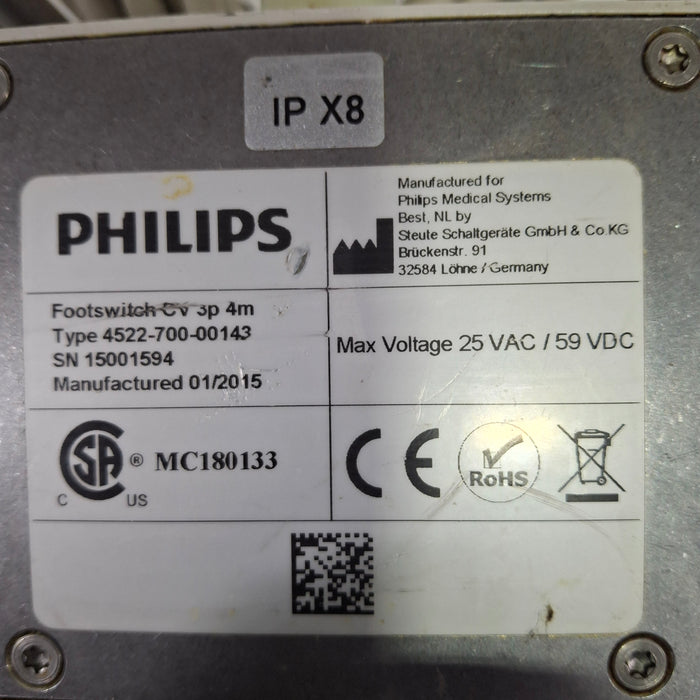 IP X8
PHILIPS
Manufactured for
Philips Medical Systems
Best, NL by
Steute Schaltgeräte GmbH & Co KG
Brückenstr. 91
32584 Löhne / Germany
Footswitch CV 3p 4m
Type 4522-700-00143
SN 15001594
Manufactured 01/2015
Max Voltage 25 VAC / 59 VDC
SA ® MC180133
C US
CE
RoHS